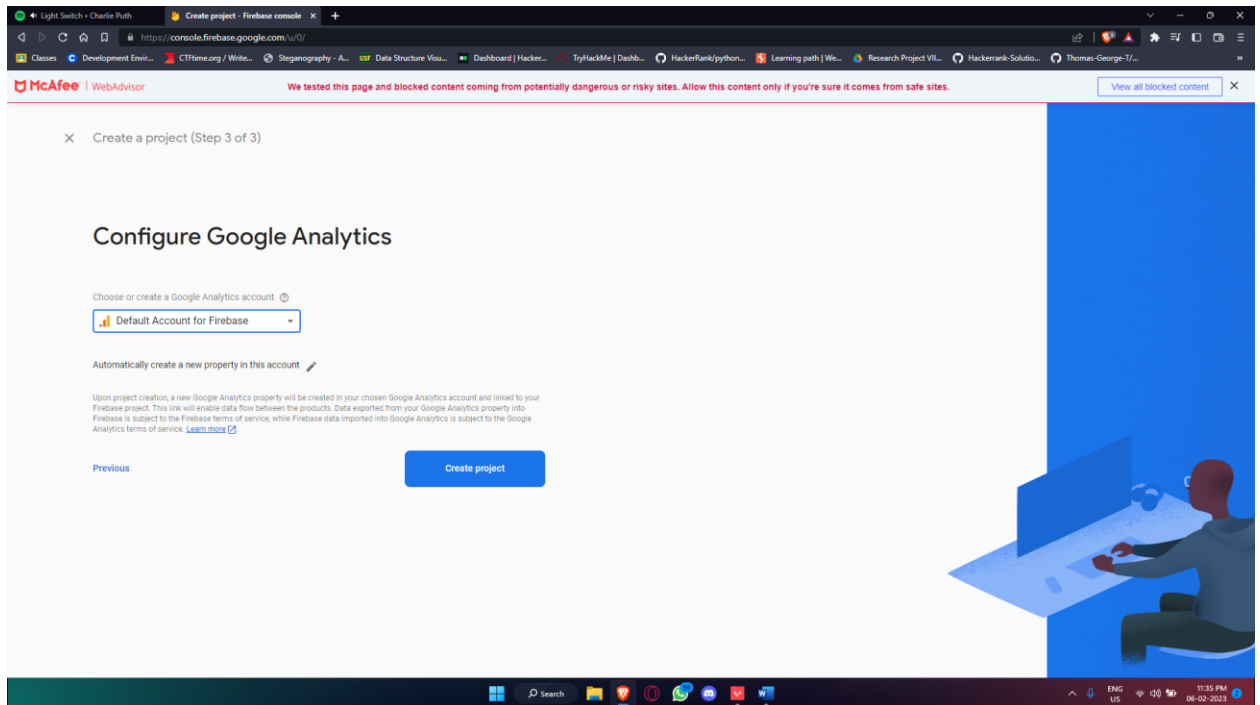 Light Switch • Charlie Puth
Create project - Firebase console
https://console.firebase.google.com/u/0/
Classes
Development Envir...
CTFtime.org / Write...
Steganography - A...
Data Structure Visu...
Dashboard | Hacker...
TryHackMe | Dashb...
HackerRank/python...
Learning path | We...
Research Project VII...
Hackerrank-Solutio...
Thomas-George-T/...
McAfee | WebAdvisor
We tested this page and blocked content coming from potentially dangerous or risky sites. Allow this content only if you're sure it comes from safe sites.
View all blocked content
Create a project (Step 3 of 3)
Configure Google Analytics
Choose or create a Google Analytics account
Default Account for Firebase
Automatically create a new property in this account
Upon project creation, a new Google Analytics property will be created in your chosen Google Analytics account and linked to your
Firebase project. This link will enable data flow between the products. Data exported from your Google Analytics property into
Firebase is subject to the Firebase terms of service, while Firebase data imported into Google Analytics is subject to the Google
Analytics terms of service. Learn more
Previous
Create project
Search
ENG
US
11:35 PM
06-02-2023